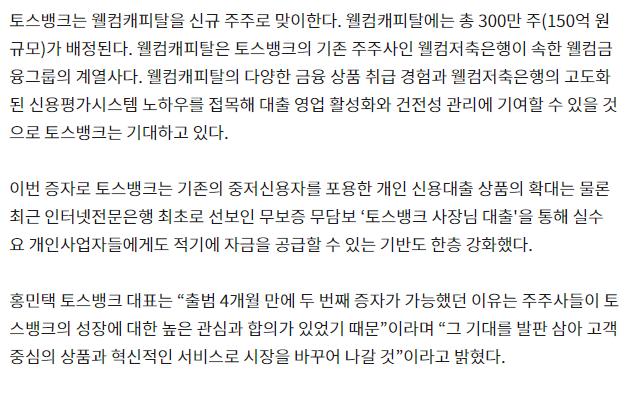 토스뱅크는 웰컴캐피탈을 신규 주주로 맞이한다. 웰컴캐피탈에는 총 300만 주(150억 원
규모)가 배정된다. 웰컴캐피탈은 토스뱅크의 기존 주주사인 웰컴저축은행이 속한 웰컴금
융그룹의 계열사다. 웰컴캐피탈의 다양한 금융 상품 취급 경험과 웰컴저축은행의 고도화
된 신용평가시스템 노하우를 접목해 대출 영업 활성화와 건전성 관리에 기여할 수 있을 것
으로 토스뱅크는 기대하고 있다.
이번 증자로 토스뱅크는 기존의 중저신용자를 포용한 개인 신용대출 상품의 확대는 물론
최근 인터넷전문은행 최초로 선보인 무보증 무담보 ‘토스뱅크 사장님 대출'을 통해 실수
요 개인사업자들에게도 적기에 자금을 공급할 수 있는 기반도 한층 강화했다.
홍민택 토스뱅크 대표는 “출범 4개월 만에 두 번째 증자가 가능했던 이유는 주주사들이 토
스뱅크의 성장에 대한 높은 관심과 합의가 있었기 때문”이라며 “그 기대를 발판 삼아 고객
중심의 상품과 혁신적인 서비스로 시장을 바꾸어 나갈 것”이라고 밝혔다.